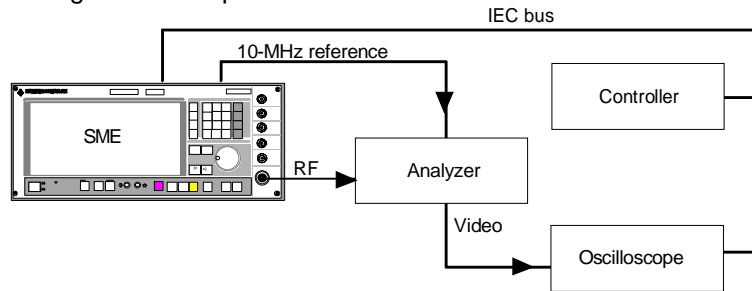 IEC bus
10-MHz reference
Controller
SME
Analyzer
RF
Video
Oscilloscope